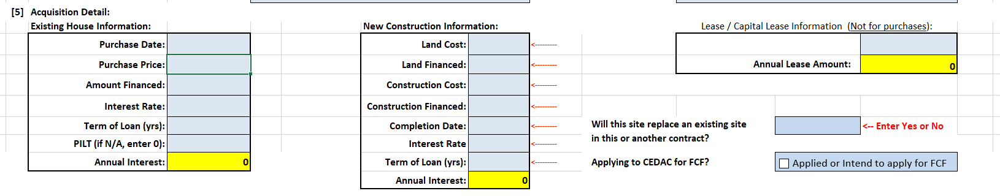 [5] Acquisition Detail:
Existing House Information:
Purchase Date:
Purchase Price:
Amount Financed:
Interest Rate:
Term of Loan (yrs):
PILT (if N/A, enter 0):
Annual Interest: 0
New Construction Information:
Land Cost: <---------
Land Financed: <---------
Construction Cost: <---------
Construction Financed: <---------
Completion Date: <---------
Interest Rate <---------
Term of Loan (yrs): <---------
Annual Interest: 0
Lease / Capital Lease Information (Not for purchases):
Annual Lease Amount: 0
Will this site replace an existing site
in this or another contract?
<-- Enter Yes or No
Applying to CEDAC for FCF?
Applied or Intend to apply for FCF